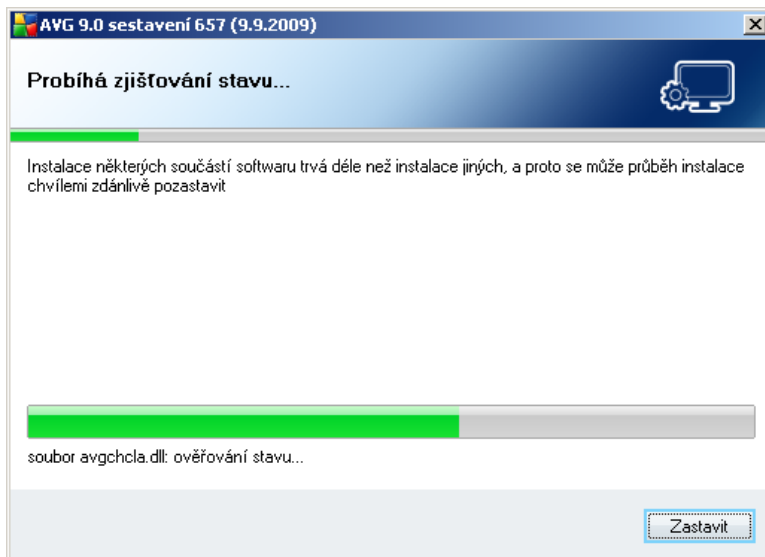 AVG 9.0 sestavení 657 (9.9.2009)
Probíhá zjišťování stavu...
Instalace některých součástí softwaru trvá déle než instalace jiných, a proto se může průběh instalace
chvílemi zdánlivě pozastavit
soubor avgchcla.dll: ověřování stavu...
Zastavit